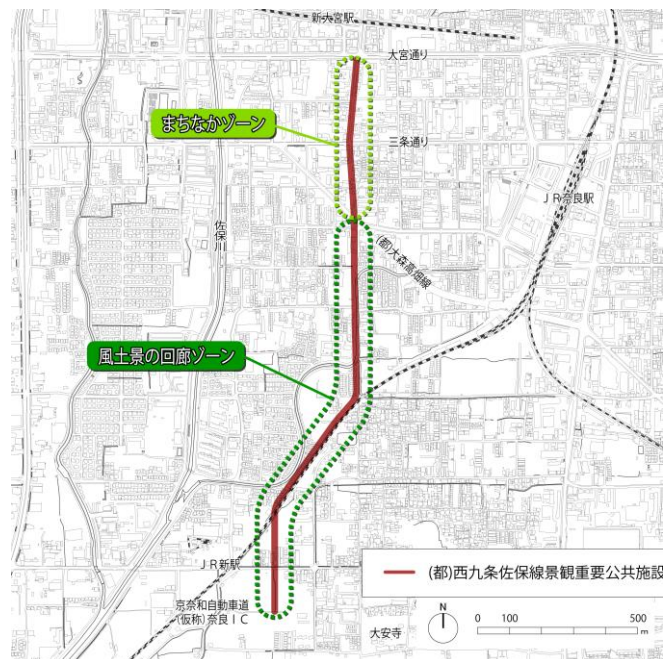 新大宮駅
大宮通り
まちなかゾーン
三条通り
JR奈良駅
佐保川
(都)大森高畑線
風土景の回廊ゾーン
JR新駅
(都)西九条佐保線景観重要公共施設
京奈和自動車道
(仮称)奈良IC
大安寺
N
0 100 500
m